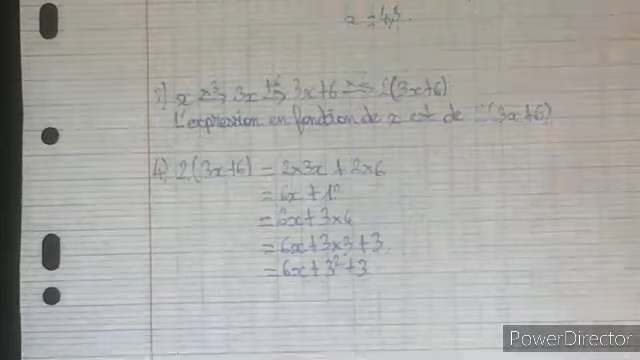 x = 4,5.
3) x ×3→ 3x +6→ 3x+6 ×2→ 2(3x+6)
L'expression en fonction de x est de 2(3x+6)
4) 2(3x+6) = 2×3x + 2×6
= 6x + 12
= 6x + 3×4
= 6x + 3×3 + 3
= 6x + 3² + 3
PowerDirector